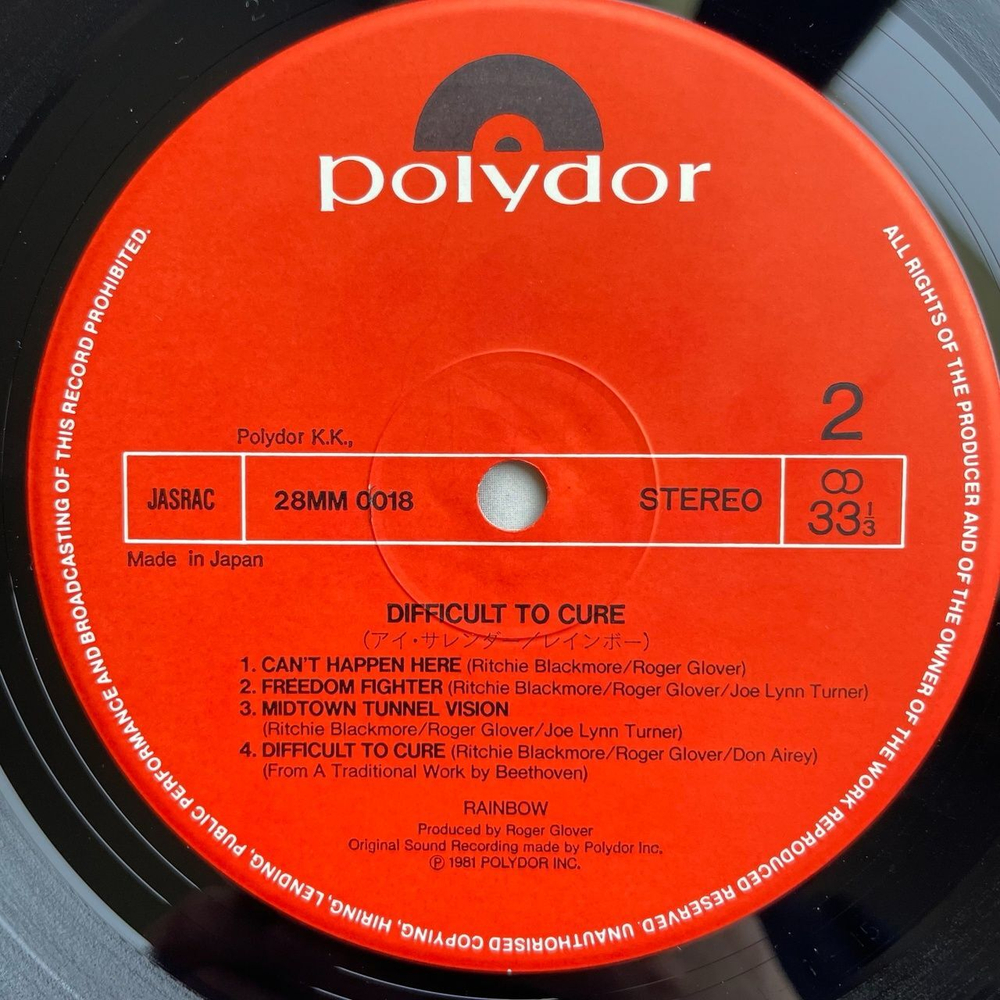 polydor
ALL RIGHTS OF THE PRODUCER AND OF THE OWNER OF THE WORK REPRODUCED RESERVED. UNAUTHORISED COPYING, HIRING, LENDING, PUBLIC PERFORMANCE AND BROADCASTING OF THIS RECORD PROHIBITED.
2
Polydor K.K.,
JASRAC 28MM 0018 STEREO 33 1/3
Made in Japan
DIFFICULT TO CURE
(アイ・サレンダー/レインボー)
1. CAN'T HAPPEN HERE (Ritchie Blackmore/Roger Glover)
2. FREEDOM FIGHTER (Ritchie Blackmore/Roger Glover/Joe Lynn Turner)
3. MIDTOWN TUNNEL VISION
(Ritchie Blackmore/Roger Glover/Joe Lynn Turner)
4. DIFFICULT TO CURE (Ritchie Blackmore/Roger Glover/Don Airey)
(From A Traditional Work by Beethoven)
RAINBOW
Produced by Roger Glover
Original Sound Recording made by Polydor Inc.
℗ 1981 POLYDOR INC.